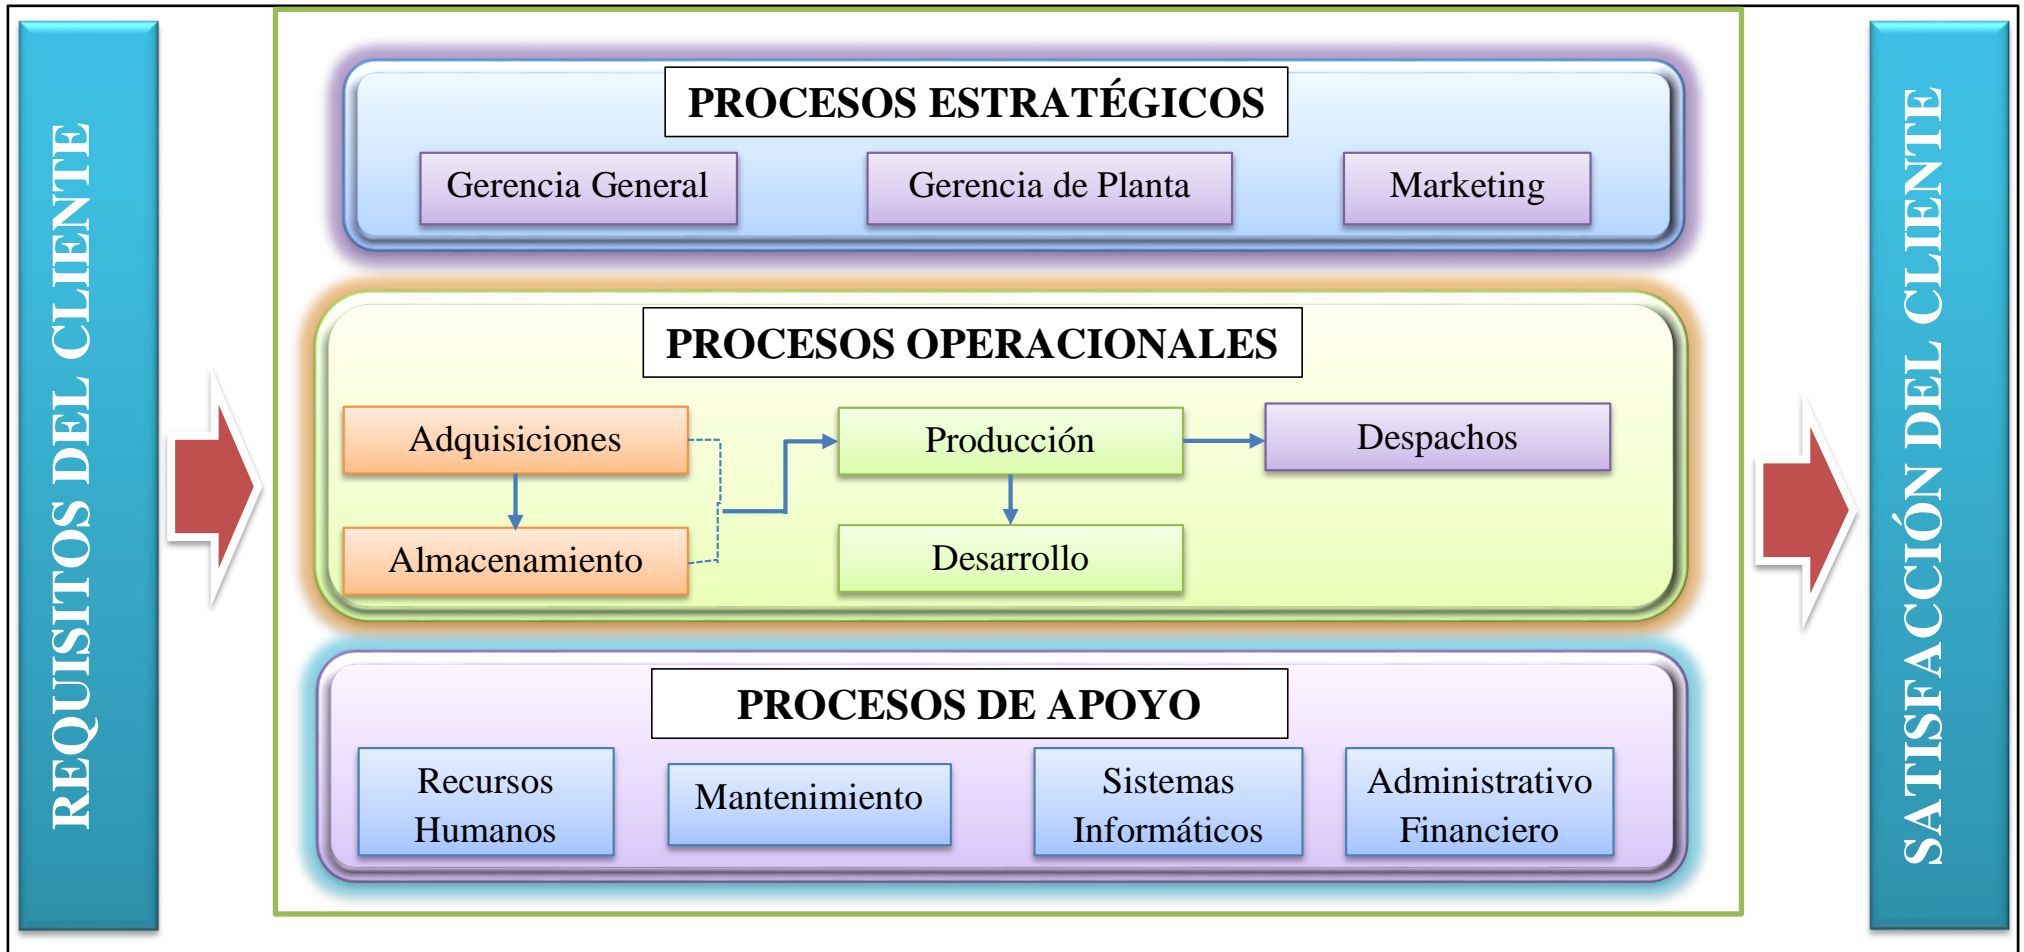 REQUISITOS DEL CLIENTE
PROCESOS ESTRATÉGICOS
Gerencia General
Gerencia de Planta
Marketing
PROCESOS OPERACIONALES
Adquisiciones
Producción
Despachos
Almacenamiento
Desarrollo
PROCESOS DE APOYO
Recursos
Humanos
Mantenimiento
Sistemas
Informáticos
Administrativo
Financiero
SATISFACCIÓN DEL CLIENTE